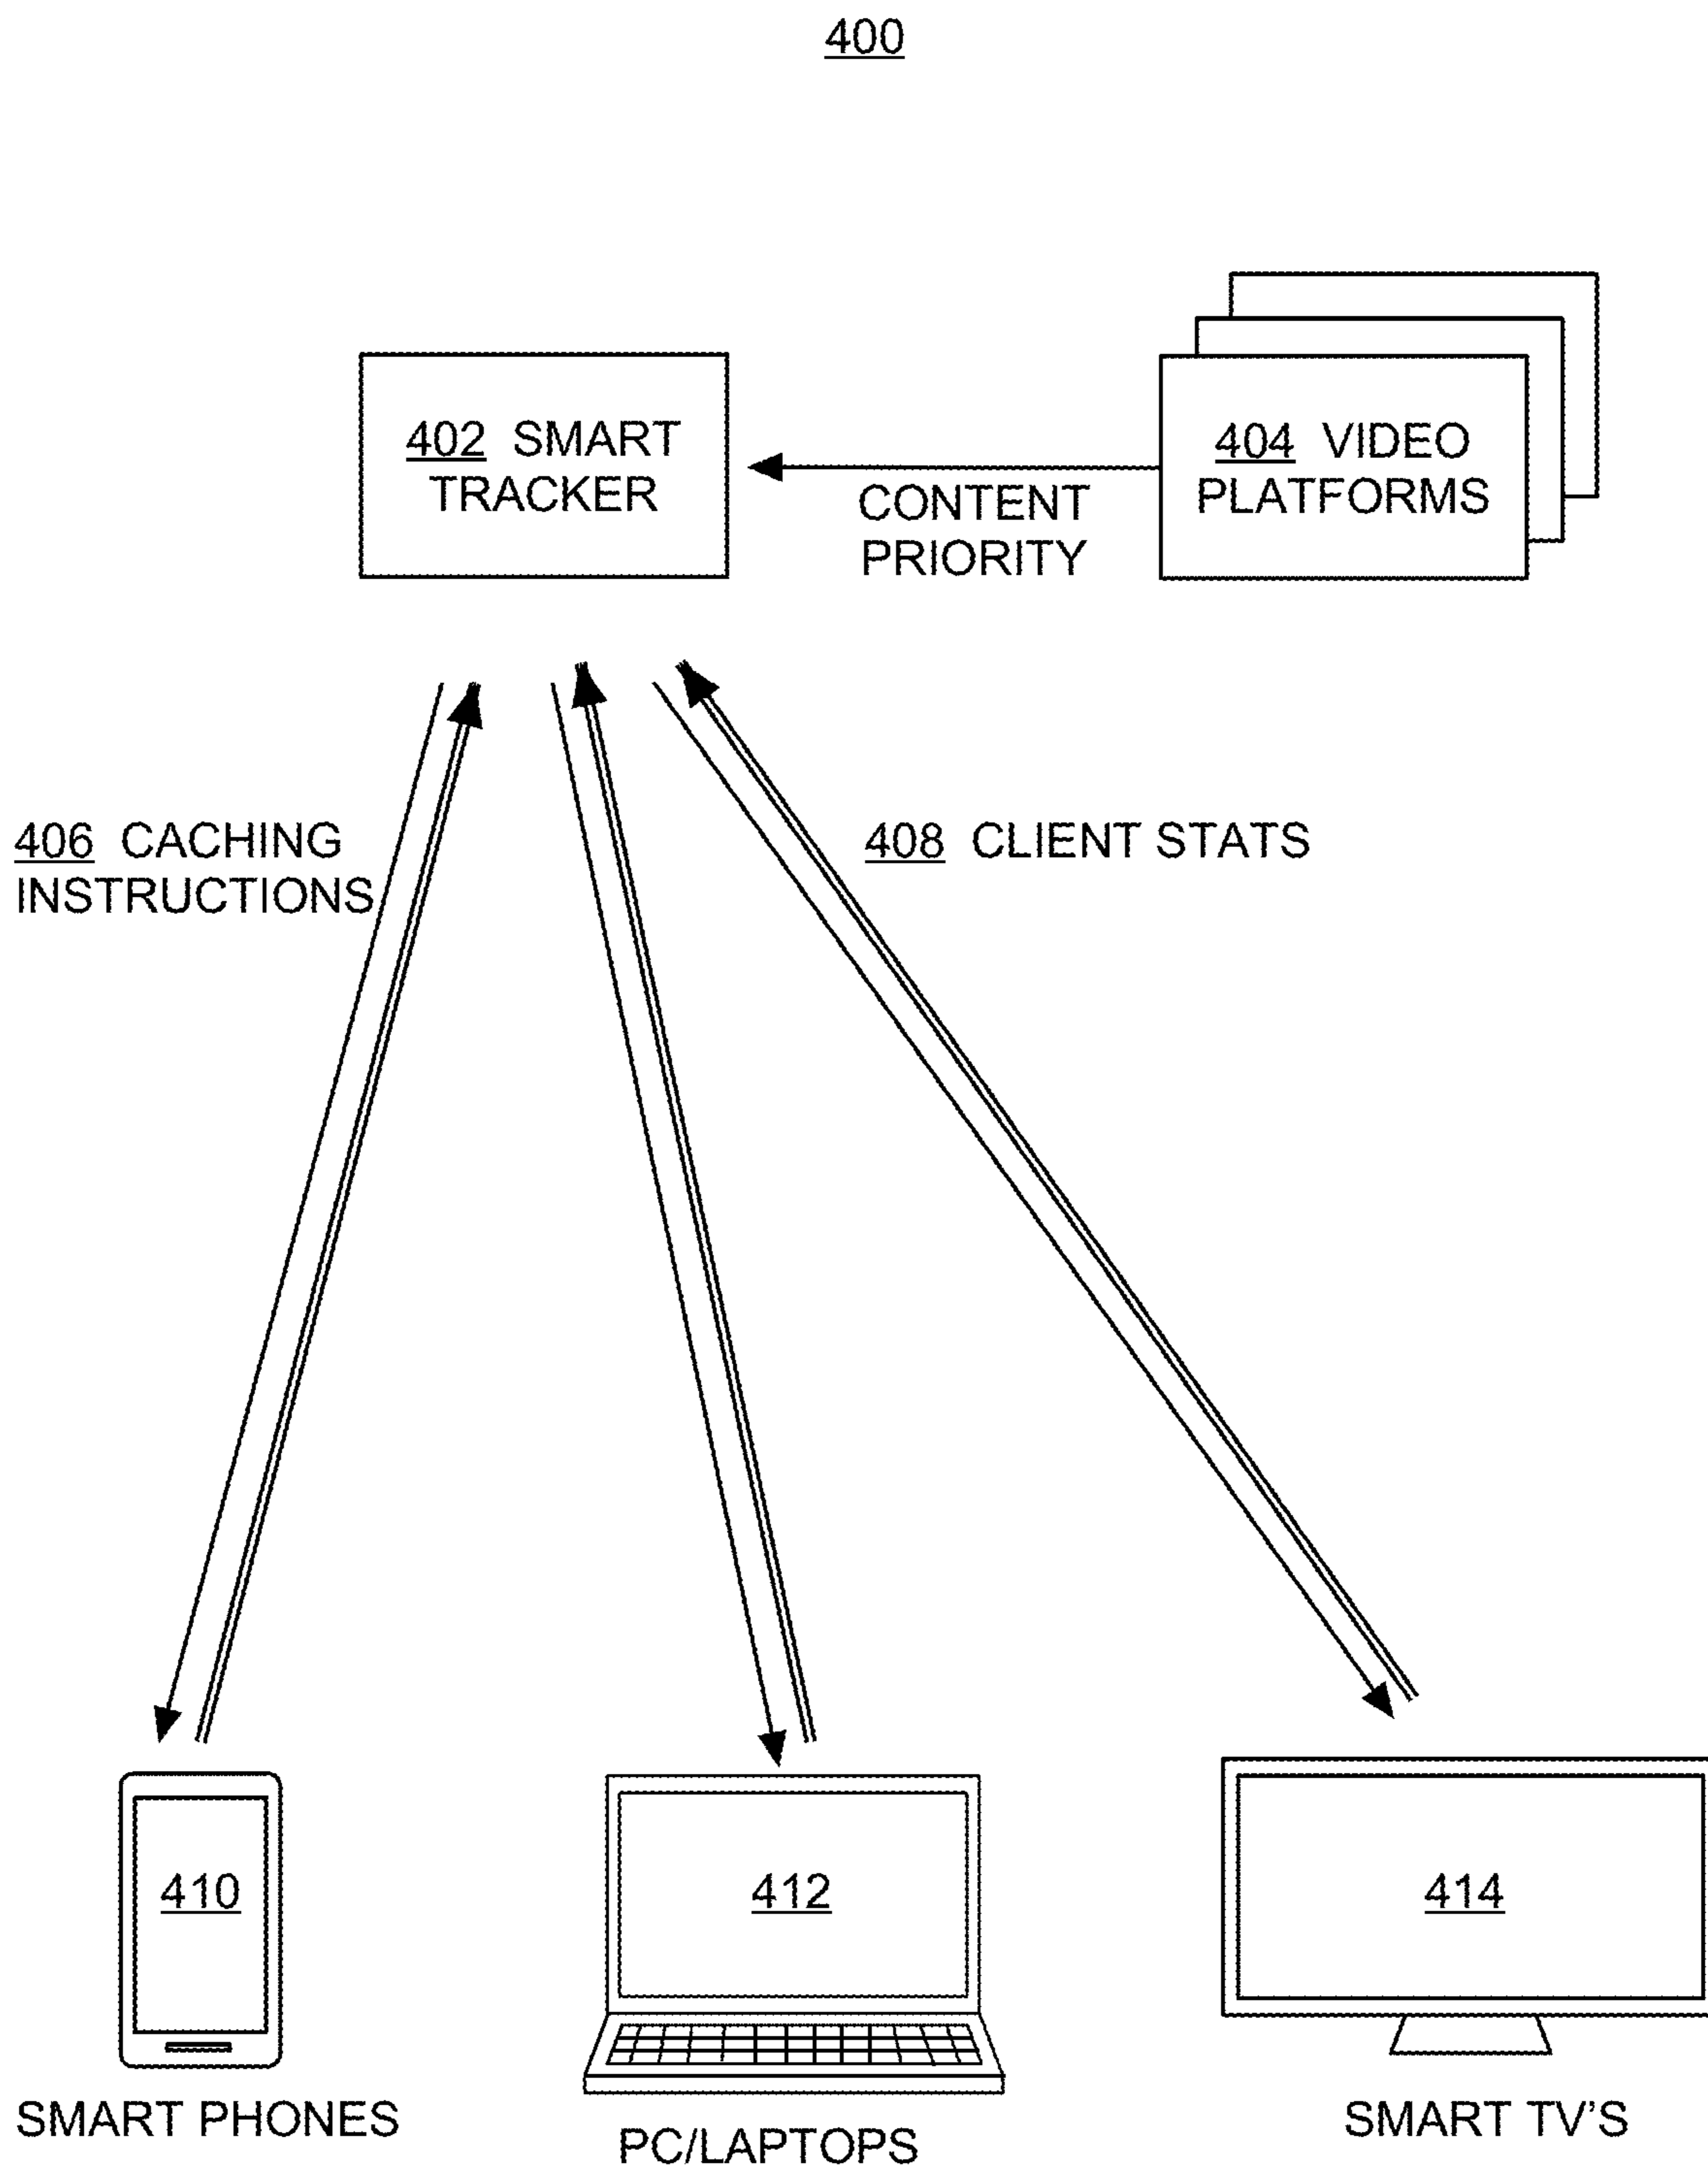 400
402 SMART
TRACKER
404 VIDEO
PLATFORMS
CONTENT
PRIORITY
406 CACHING
INSTRUCTIONS
408 CLIENT STATS
410
412
414
SMART PHONES
PC/LAPTOPS
SMART TV'S